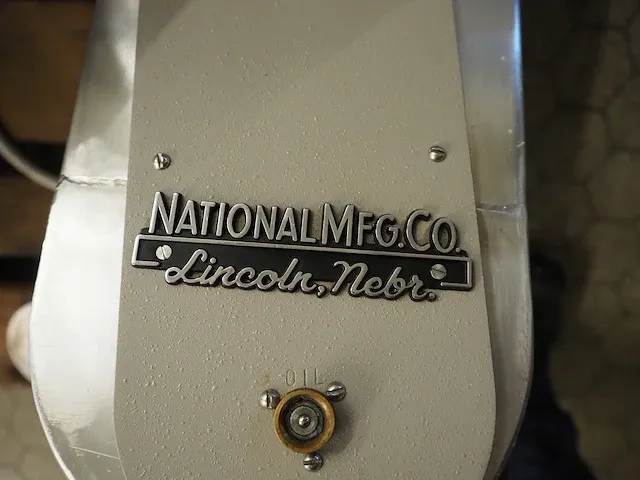 NATIONAL MFG. CO.
Lincoln, Nebr.
OIL